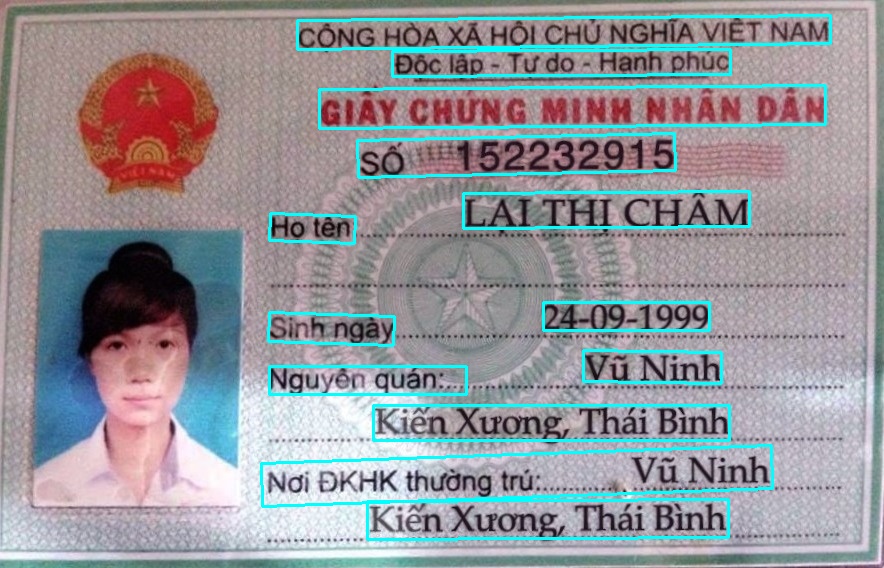 CỘNG HÒA XÃ HỘI CHỦ NGHĨA VIỆT NAM
Độc lập - Tự do - Hạnh phúc
GIẤY CHỨNG MINH NHÂN DÂN
SỐ 152232915
VIỆT NAM
Họ tên LẠI THỊ CHÂM
Sinh ngày 24-09-1999
Nguyên quán: Vũ Ninh
Kiến Xương, Thái Bình
Nơi ĐKHK thường trú: Vũ Ninh
Kiến Xương, Thái Bình